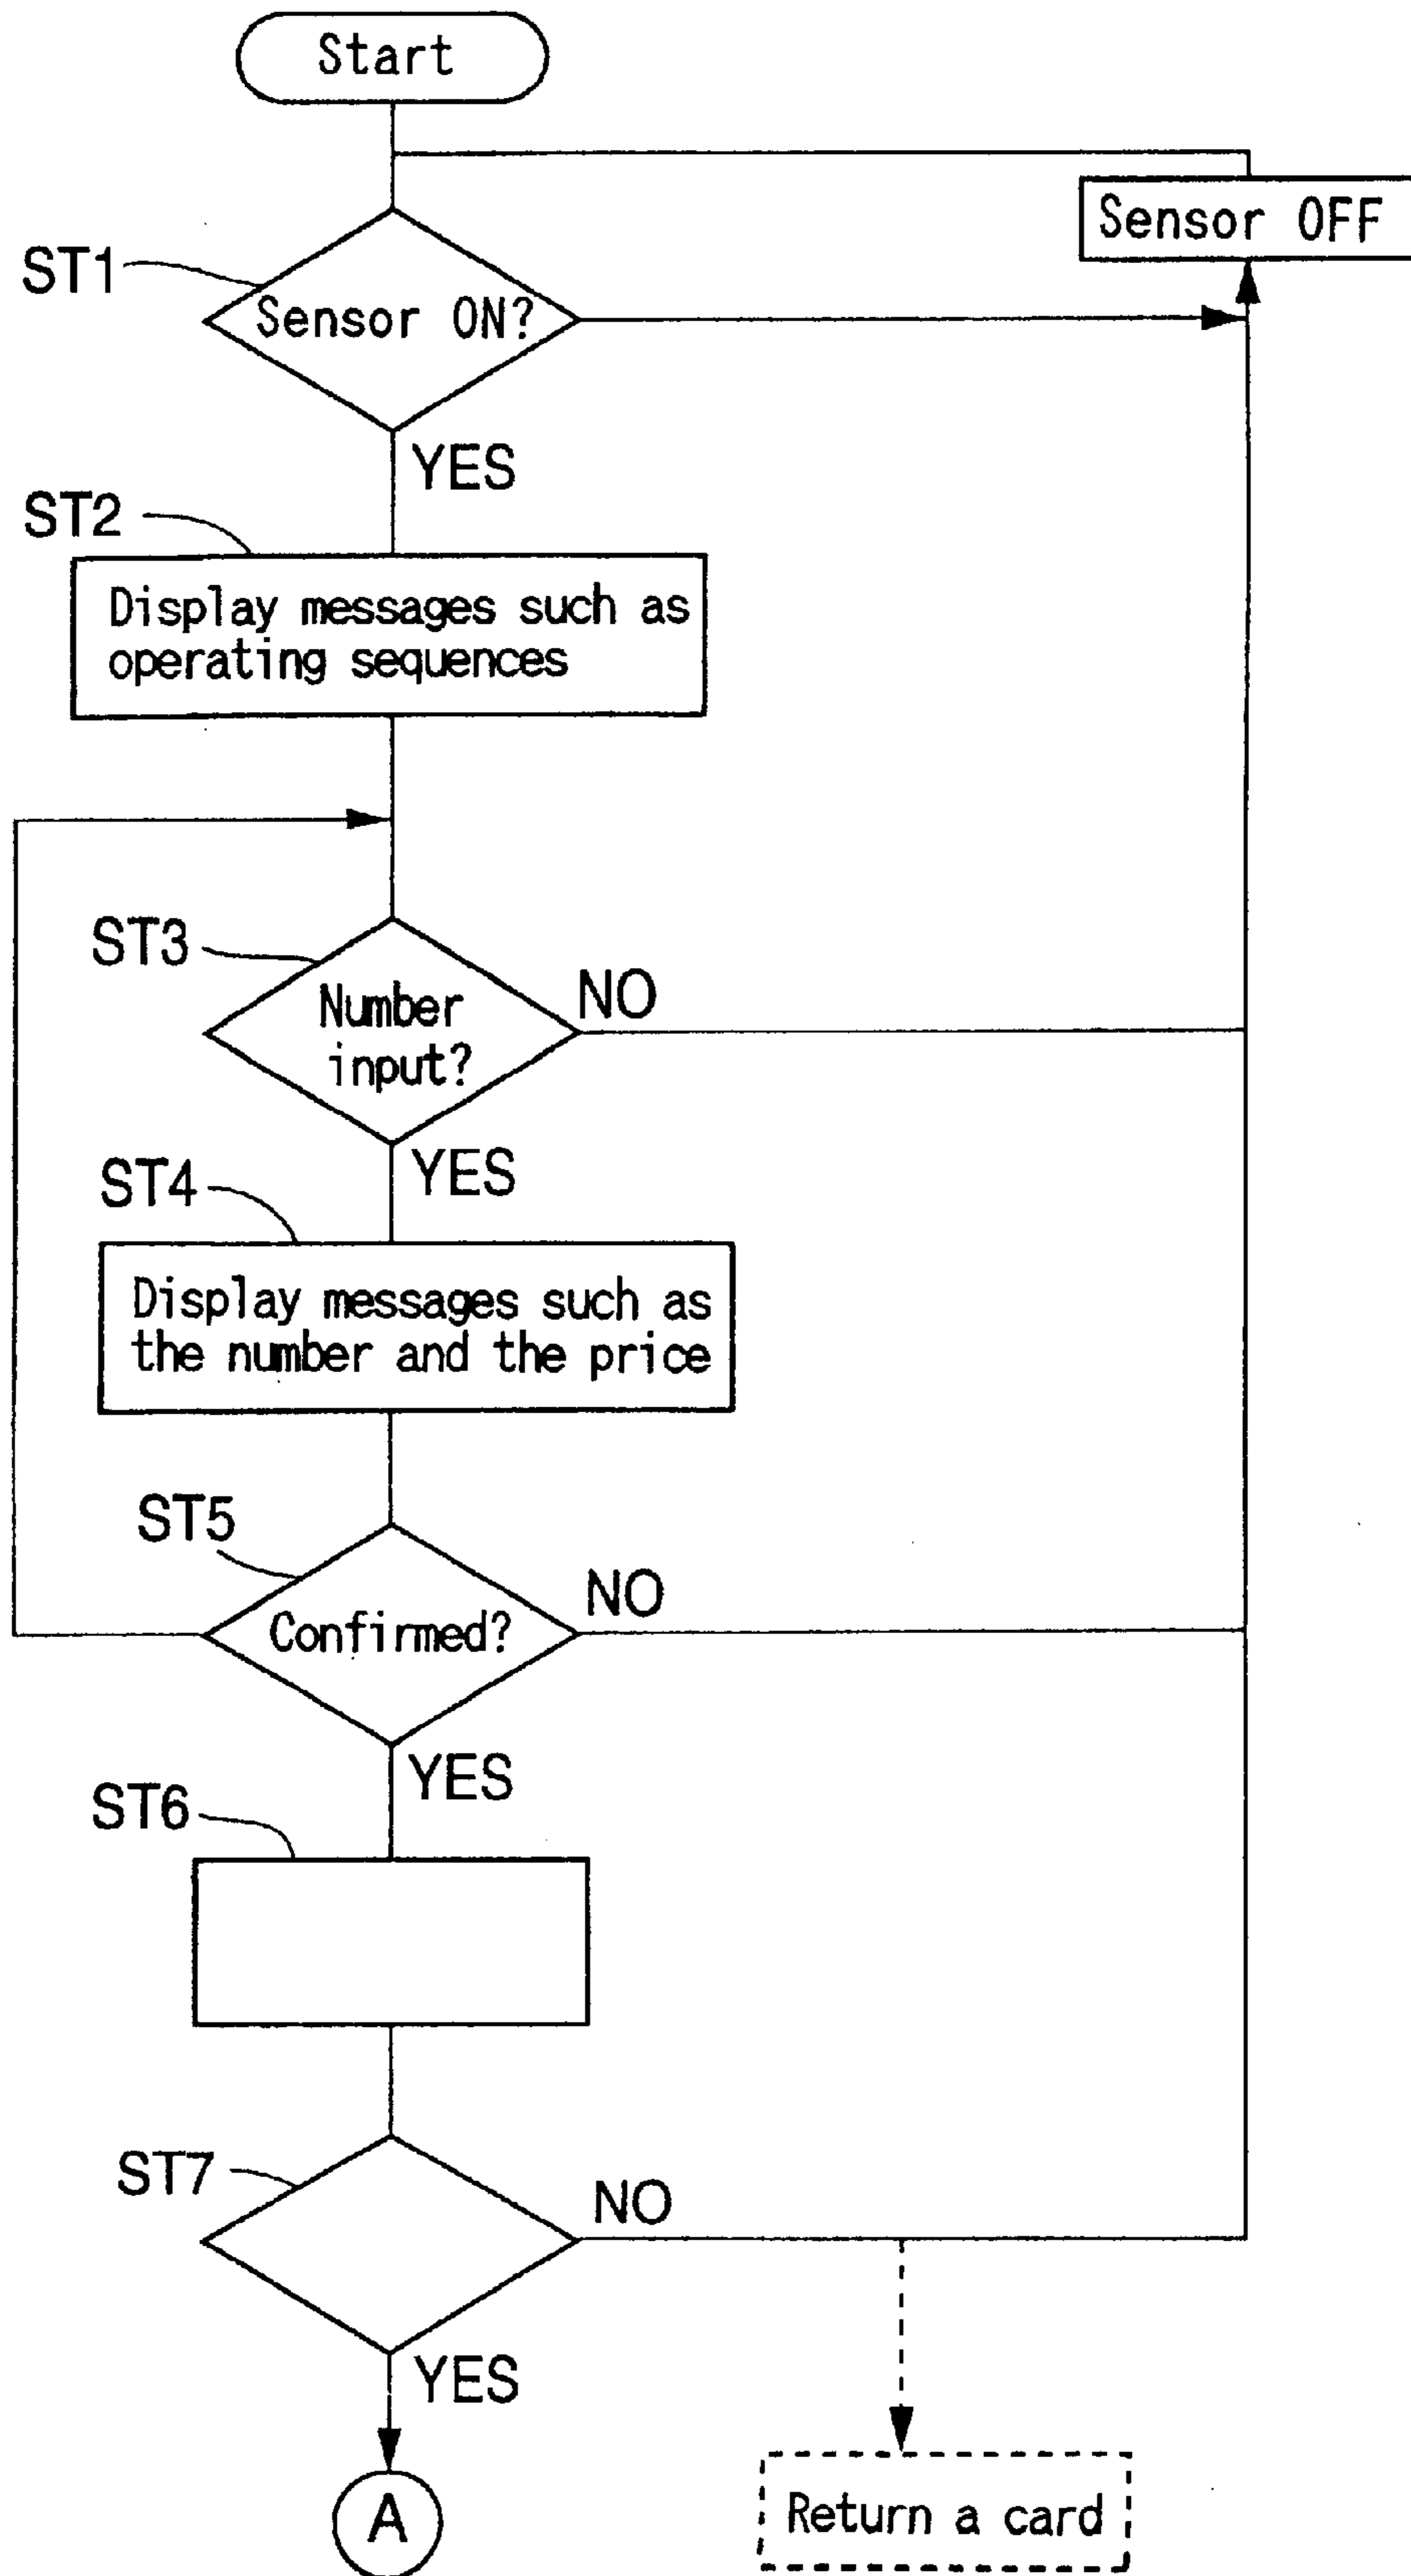 Start
Sensor OFF
ST1
Sensor ON?
YES
ST2
Display messages such as
operating sequences
ST3
Number
input?
NO
YES
ST4
Display messages such as
the number and the price
ST5
Confirmed?
NO
YES
ST6
ST7
NO
YES
A
Return a card